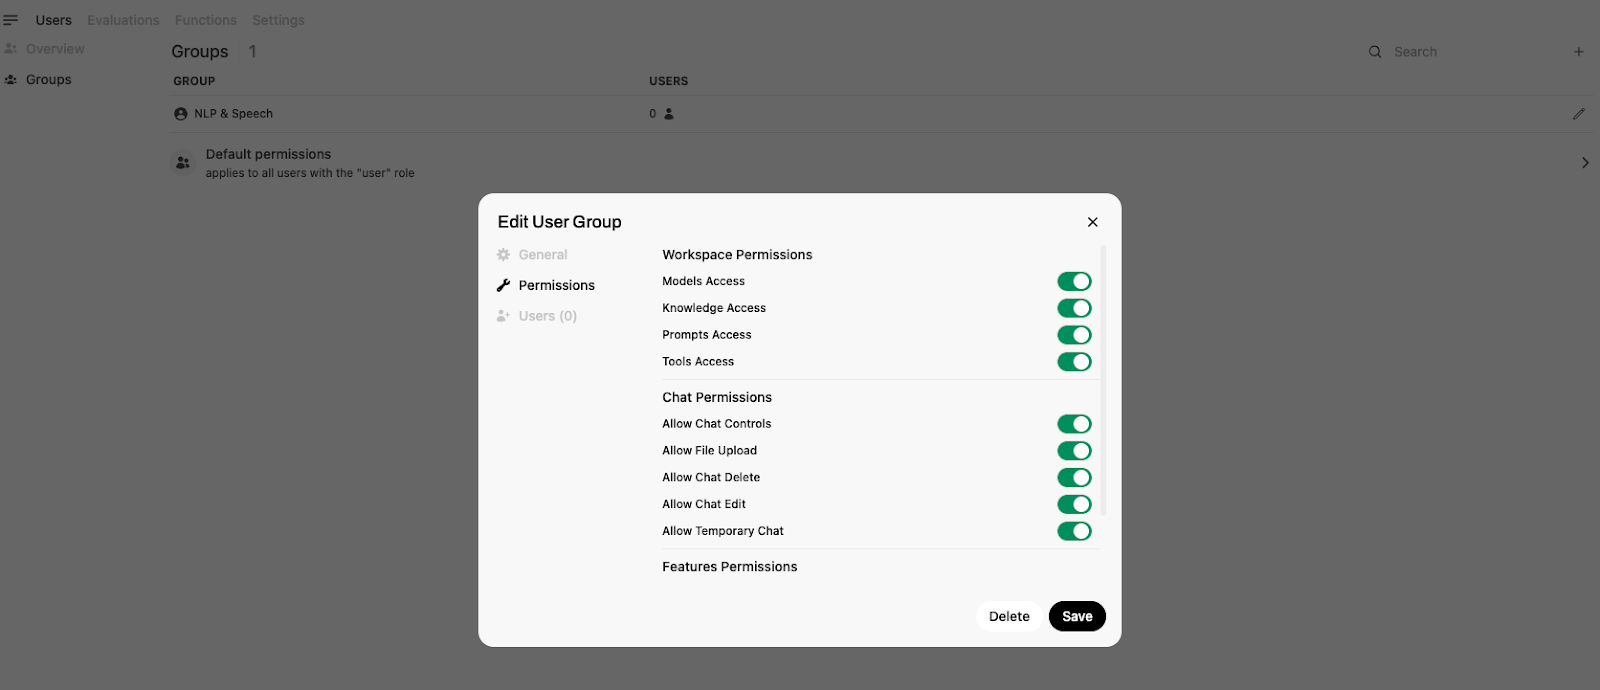 Users Evaluations Functions Settings
Overview
Groups
Groups 1
Search
GROUP USERS
NLP & Speech 0
Default permissions
applies to all users with the "user" role
Edit User Group
General
Permissions
Users (0)
Workspace Permissions
Models Access
Knowledge Access
Prompts Access
Tools Access
Chat Permissions
Allow Chat Controls
Allow File Upload
Allow Chat Delete
Allow Chat Edit
Allow Temporary Chat
Features Permissions
Delete Save